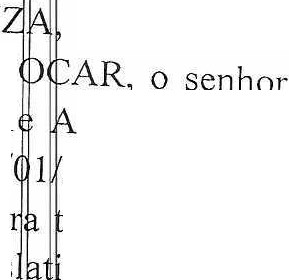 ZA,
OCAR, o senhor
e A
01/
ra t
lati